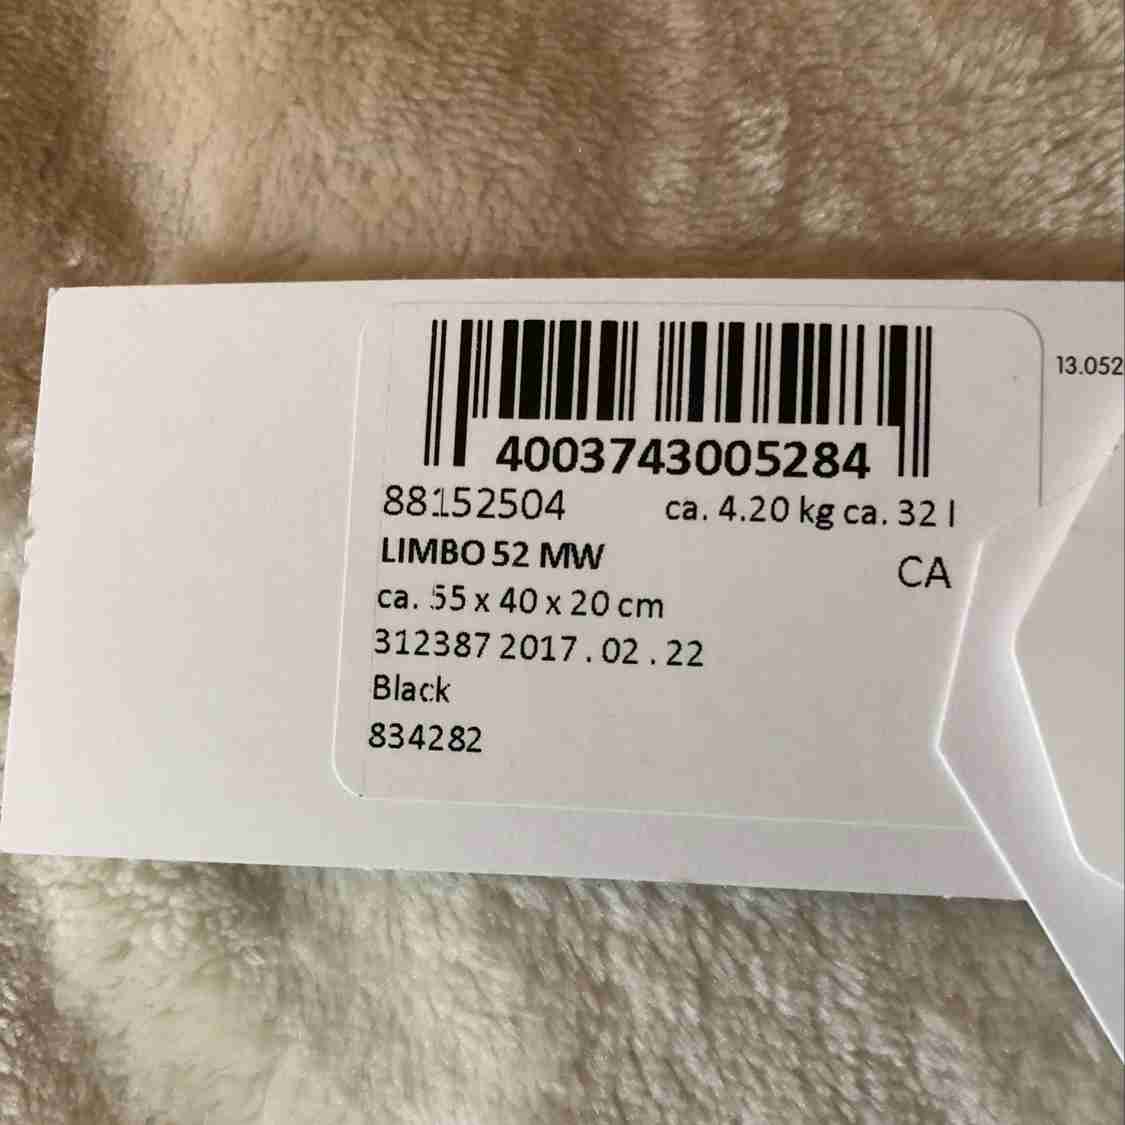 4003743005284
13.052
88152504 ca. 4.20 kg ca. 32 l
LIMBO 52 MW
CA
ca. 55 x 40 x 20 cm
312387 2017 . 02 . 22
Black
834282